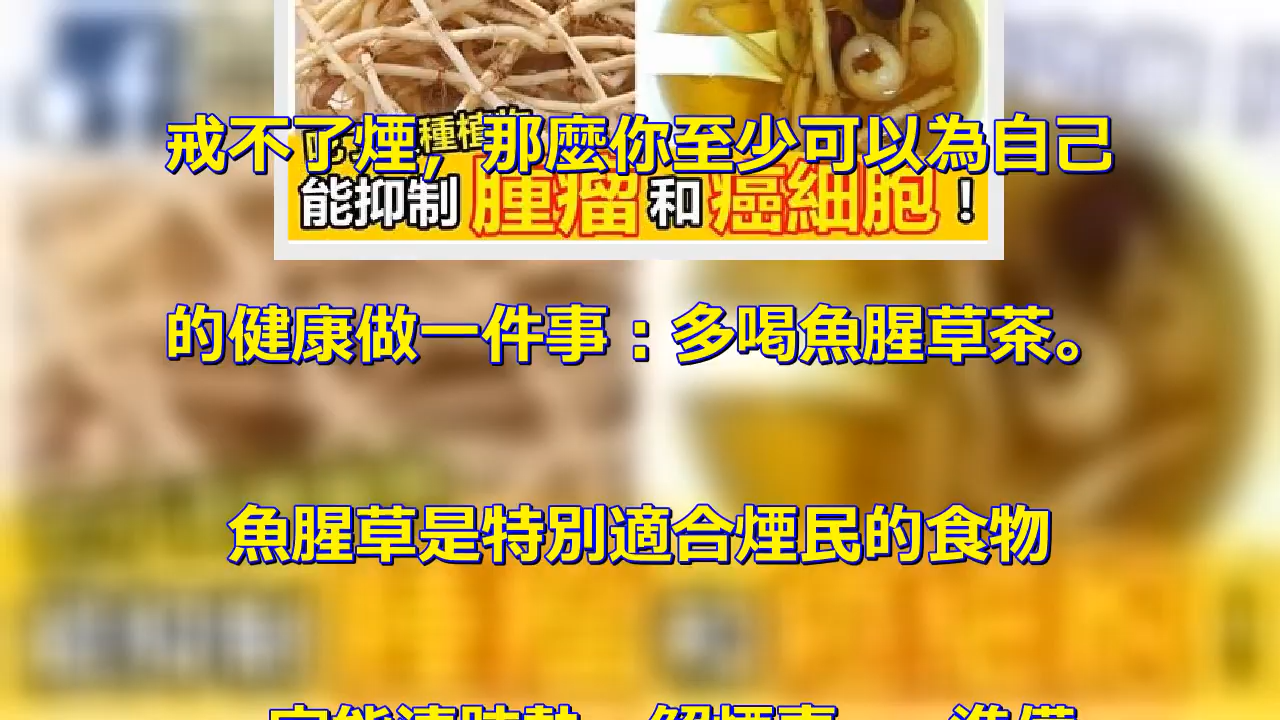 戒不了煙，那麼你至少可以為自己
能抑制腫瘤和癌細胞！
的健康做一件事：多喝魚腥草茶。
魚腥草是特別適合煙民的食物